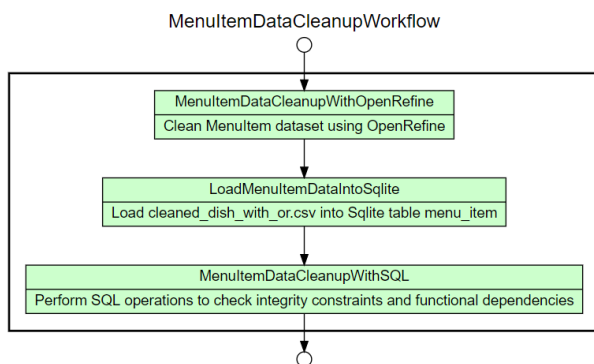 MenuItemDataCleanupWorkflow
MenuItemDataCleanupWithOpenRefine
Clean MenuItem dataset using OpenRefine
LoadMenuItemDataIntoSqlite
Load cleaned_dish_with_or.csv into Sqlite table menu_item
MenuItemDataCleanupWithSQL
Perform SQL operations to check integrity constraints and functional dependencies